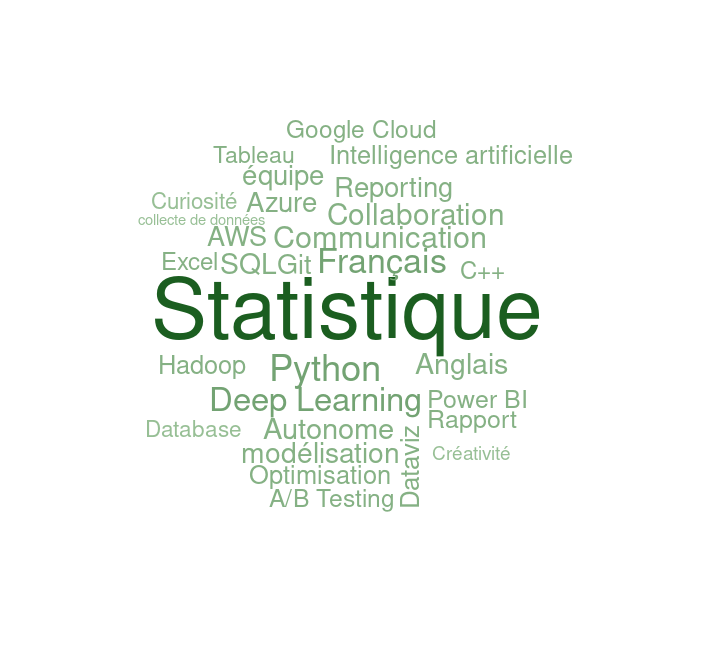 Google Cloud
Tableau Intelligence artificielle
équipe Reporting
Curiosité Azure Collaboration
collecte de données
AWS Communication
Excel SQL Git Français C++
Statistique
Hadoop Python Anglais
Deep Learning Power BI
Database Autonome Rapport
modélisation Dataviz Créativité
Optimisation
A/B Testing